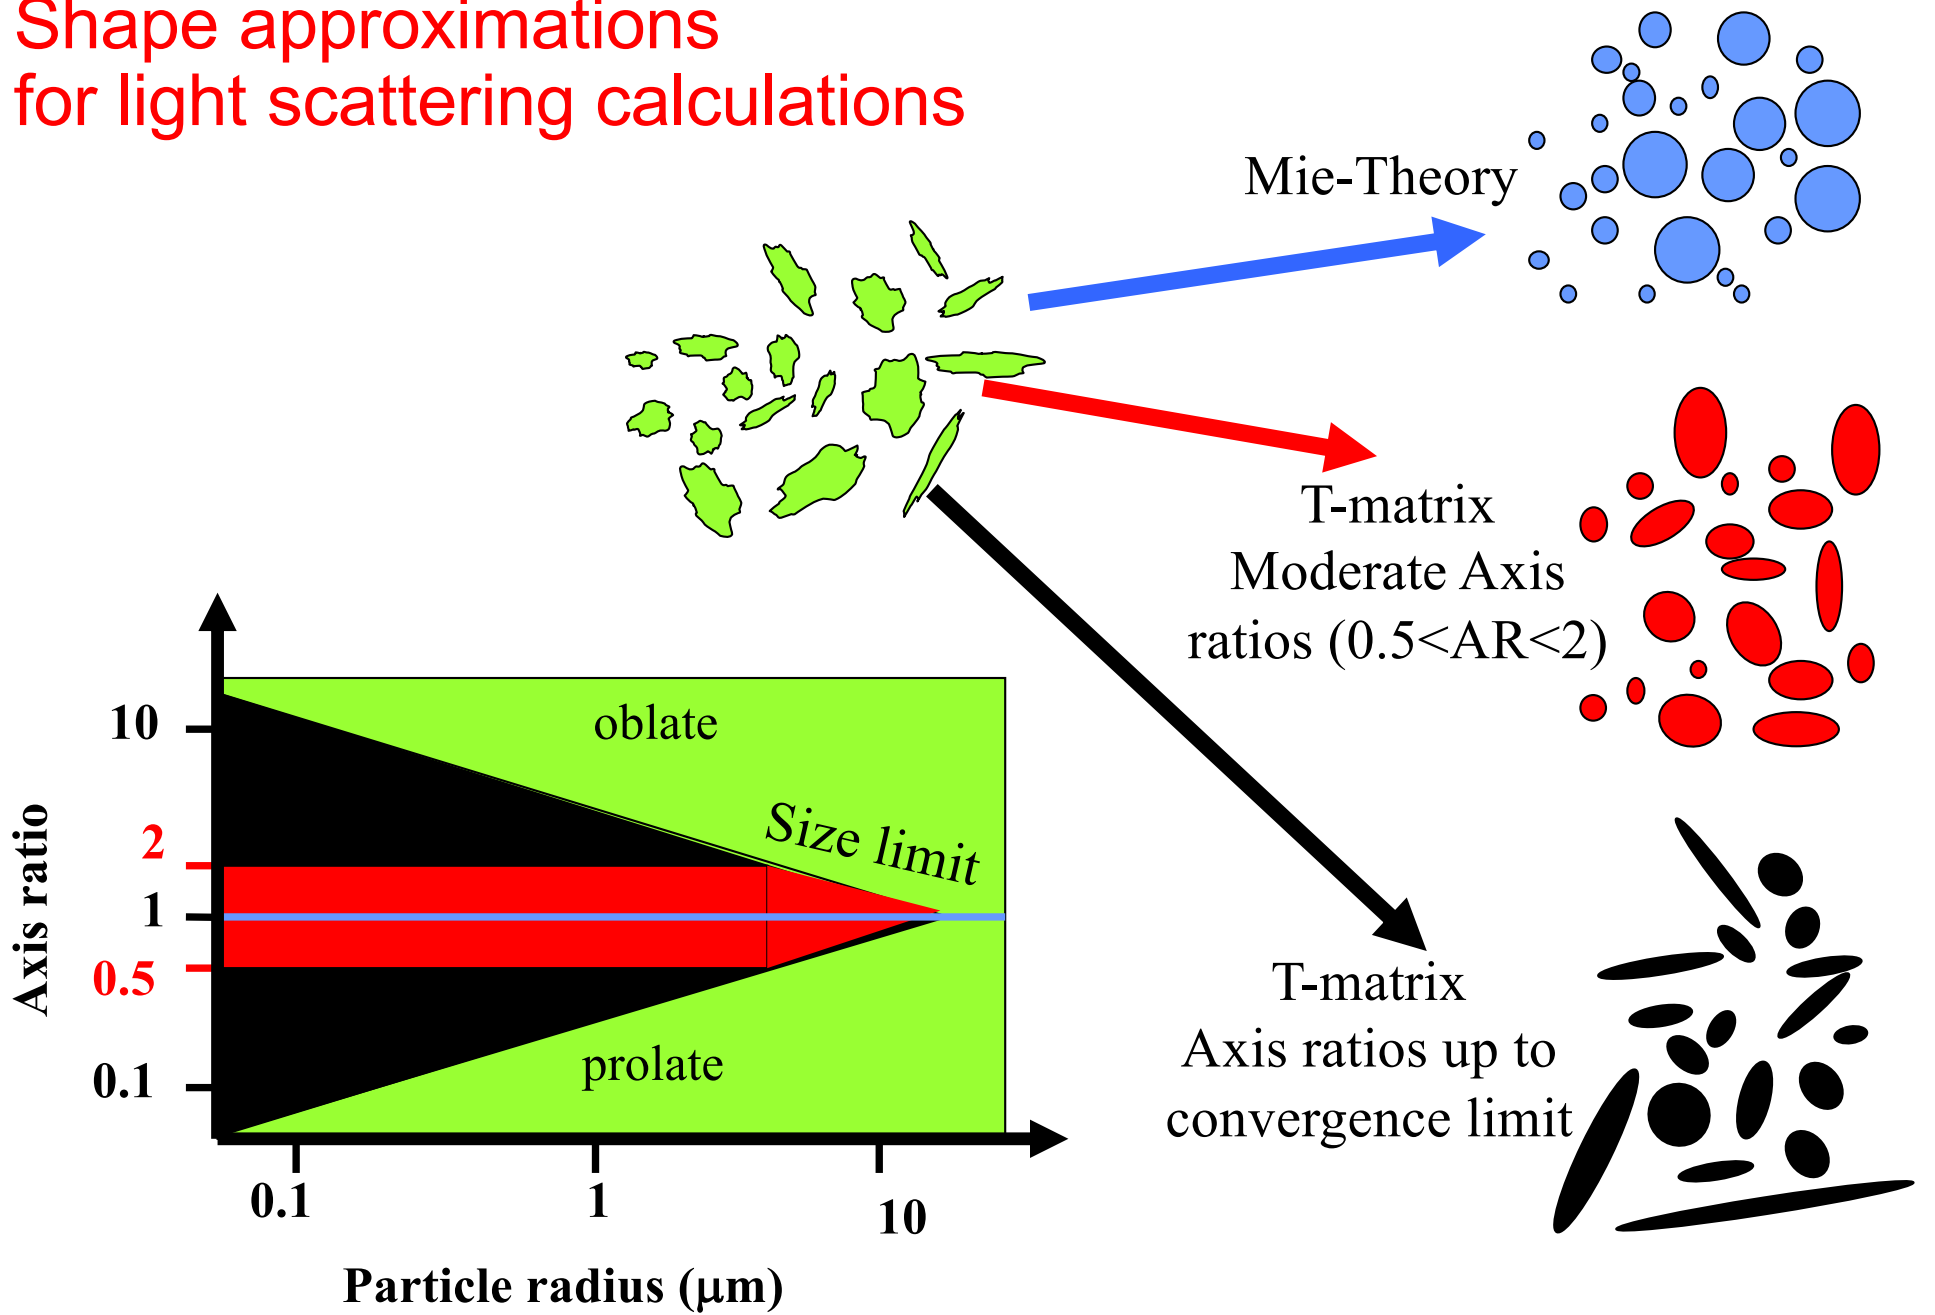 Shape approximations
for light scattering calculations
Mie-Theory
T-matrix
Moderate Axis
ratios (0.5<AR<2)
T-matrix
Axis ratios up to
convergence limit
Axis ratio
10
2
1
0.5
0.1
oblate
Size limit
prolate
0.1
1
10
Particle radius (μm)